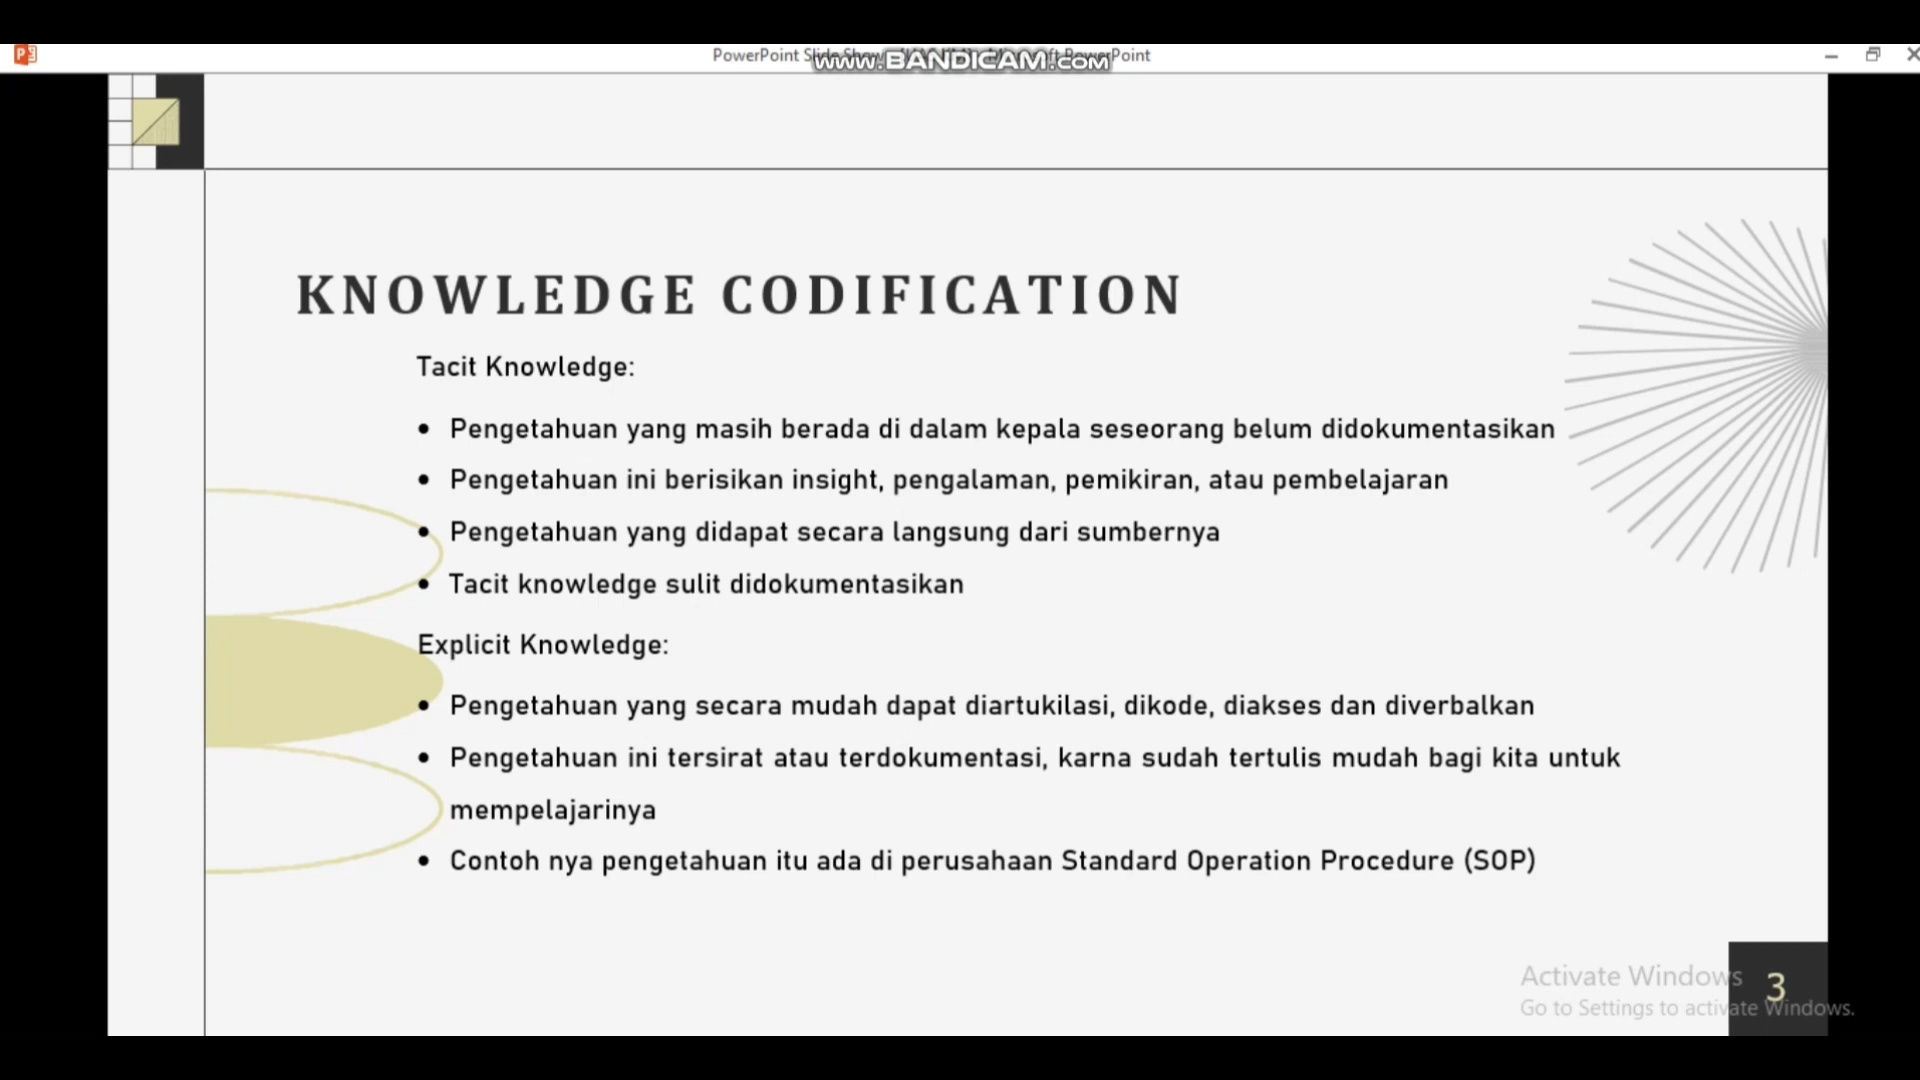 PowerPoint Sli
Point
www.BANDICAM.com
KNOWLEDGE CODIFICATION
Tacit Knowledge:
• Pengetahuan yang masih berada di dalam kepala seseorang belum didokumentasikan
• Pengetahuan ini berisikan insight, pengalaman, pemikiran, atau pembelajaran
• Pengetahuan yang didapat secara langsung dari sumbernya
• Tacit knowledge sulit didokumentasikan
Explicit Knowledge:
• Pengetahuan yang secara mudah dapat diartukilasi, dikode, diakses dan diverbalkan
• Pengetahuan ini tersirat atau terdokumentasi, karna sudah tertulis mudah bagi kita untuk
mempelajarinya
• Contoh nya pengetahuan itu ada di perusahaan Standard Operation Procedure (SOP)
Activate Windows
Go to Settings to activate Windows.
3